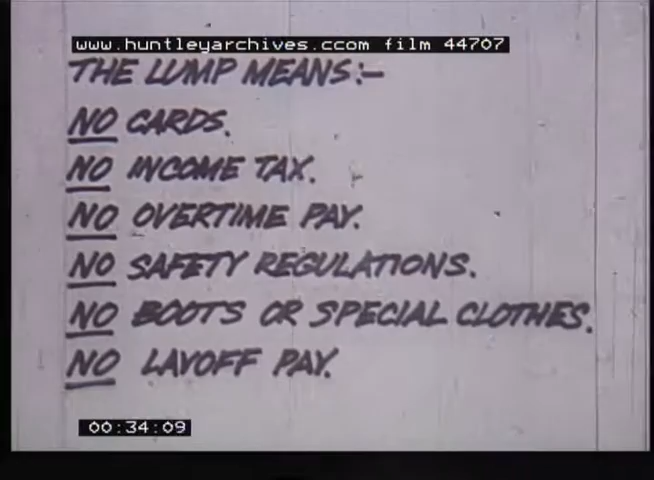 www.huntleyarchives.ccom film 44707
THE LUMP MEANS:-
NO CARDS.
NO INCOME TAX.
NO OVERTIME PAY.
NO SAFETY REGULATIONS.
NO BOOTS OR SPECIAL CLOTHES.
NO LAYOFF PAY.
00:34:09